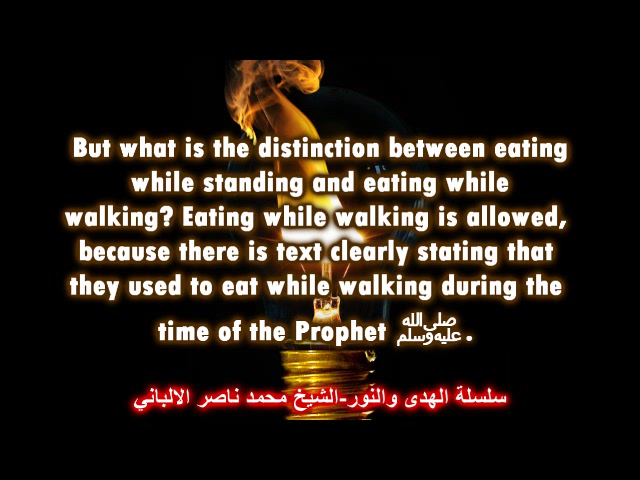 But what is the distinction between eating
while standing and eating while
walking? Eating while walking is allowed,
because there is text clearly stating that
they used to eat while walking during the
time of the Prophet ﷺ.
سلسلة الهدى والنور-الشيخ محمد ناصر الالباني